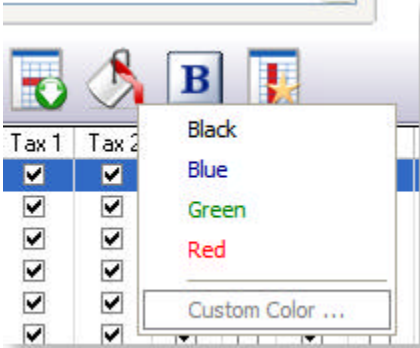 B
Tax 1 Tax 2
Black
Blue
Green
Red
Custom Color ...